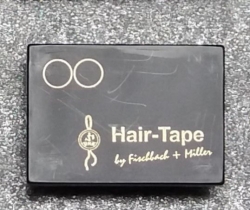 Hair-Tape
by Fischbach + Miller